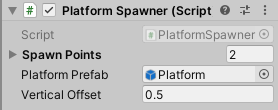 Platform Spawner (Script
Script PlatformSpawner
Spawn Points 2
Platform Prefab Platform
Vertical Offset 0.5